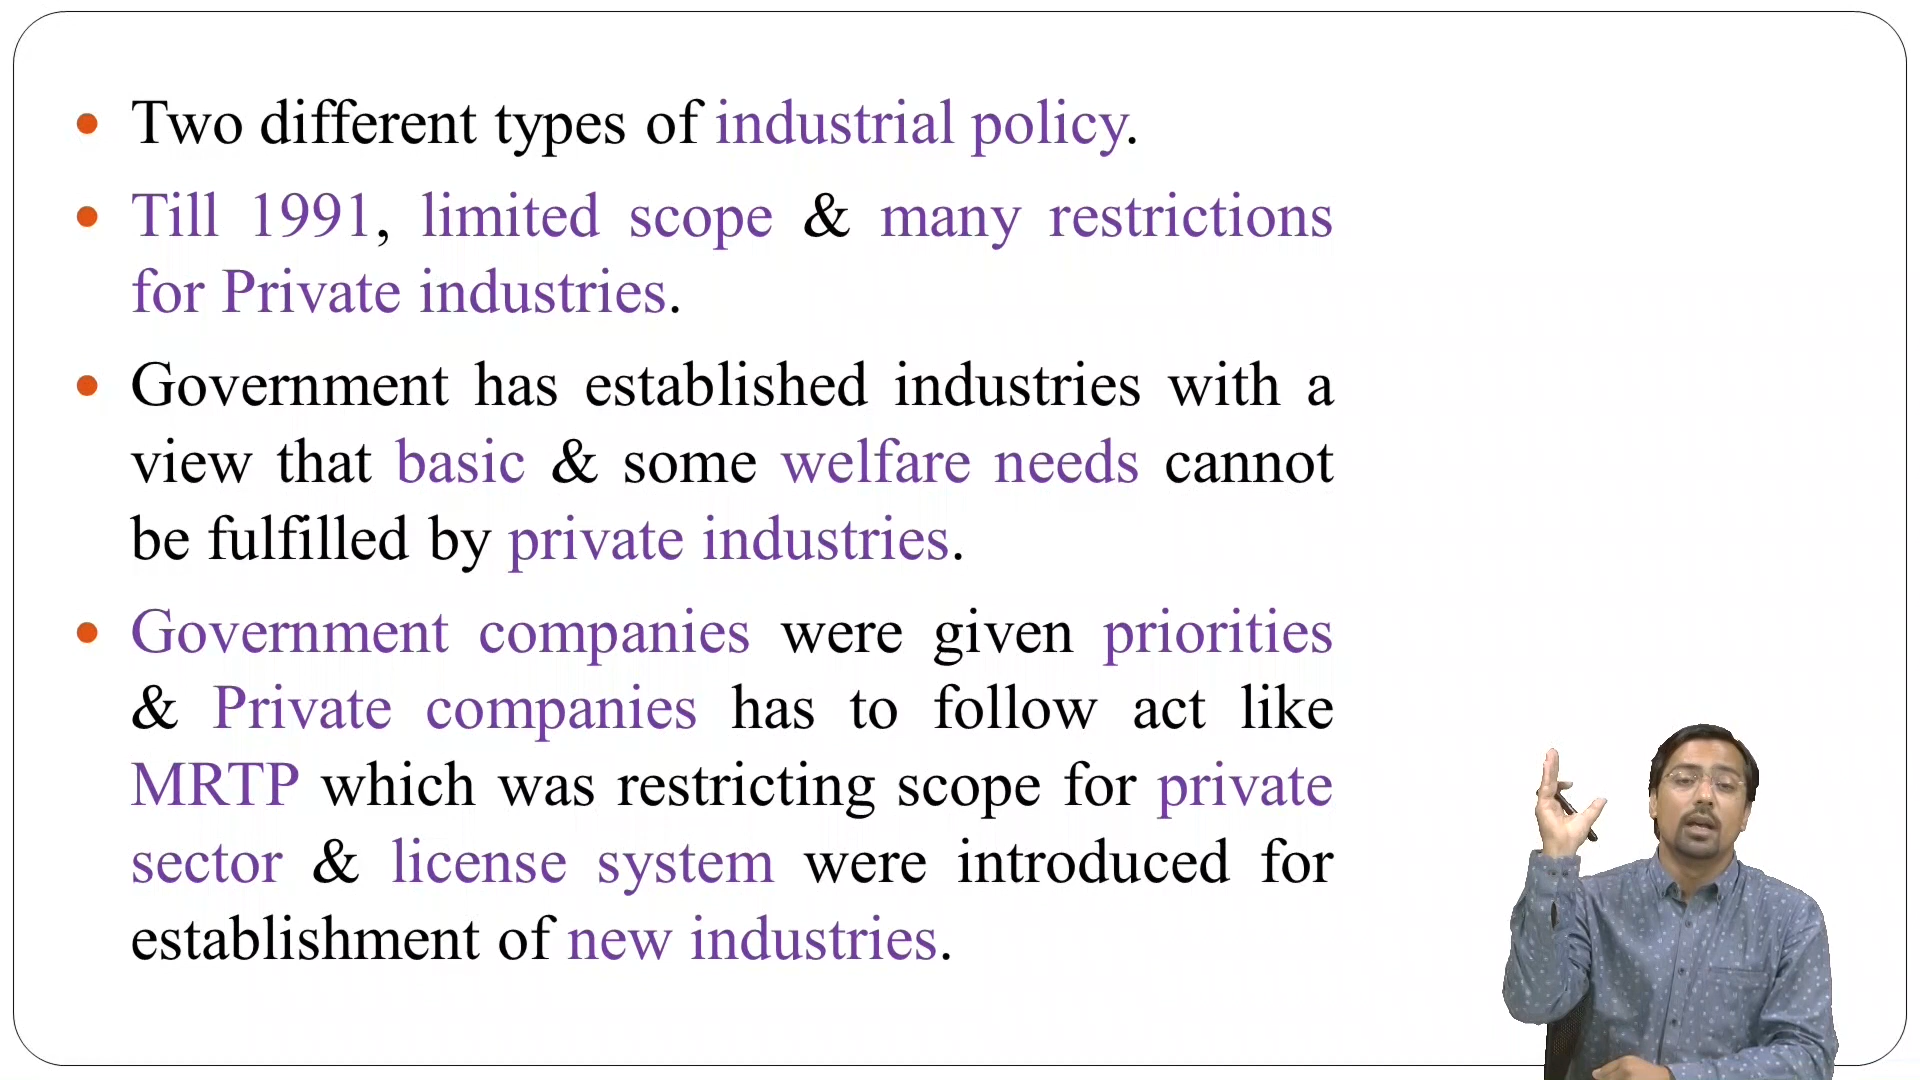 Two different types of industrial policy.
Till 1991, limited scope & many restrictions
for Private industries.
Government has established industries with a
view that basic & some welfare needs cannot
be fulfilled by private industries.
Government companies were given priorities
& Private companies has to follow act like
MRTP which was restricting scope for private
sector & license system were introduced for
establishment of new industries.